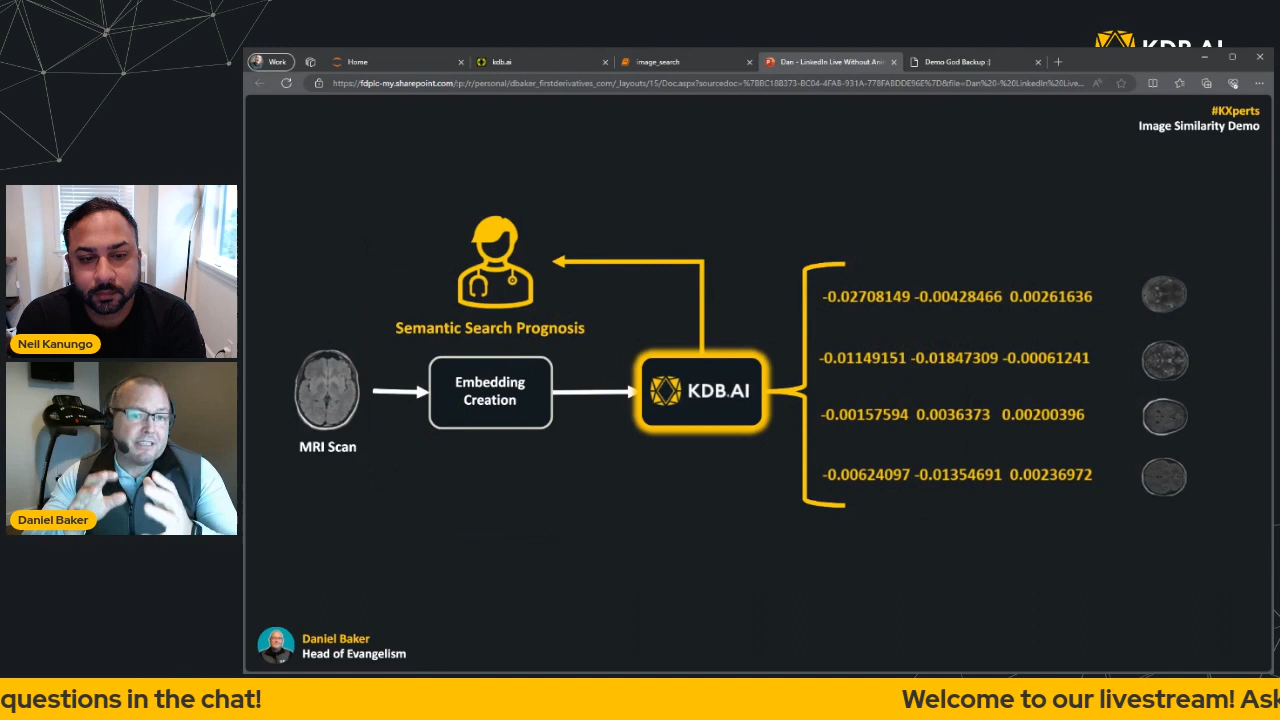 KDB.AI
Work
Home
kdb.ai
image_search
Dan - LinkedIn Live Without Ani
Demo God Backup :)
#KXperts
Image Similarity Demo
Semantic Search Prognosis
MRI Scan
Embedding
Creation
KDB.AI
-0.02708149 -0.00428466 0.00261636
-0.01149151 -0.01847309 -0.00061241
-0.00157594 0.0036373 0.00200396
-0.00624097 -0.01354691 0.00236972
Neil Kanungo
Daniel Baker
Daniel Baker
Head of Evangelism
questions in the chat!
Welcome to our livestream! Ask